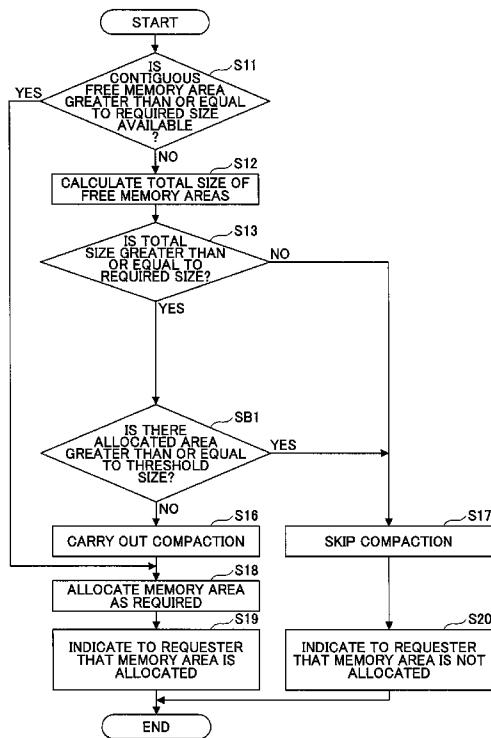 START
S11
IS
CONTIGUOUS
FREE MEMORY AREA
GREATER THAN OR EQUAL
TO REQUIRED SIZE
AVAILABLE
?
YES
NO
S12
CALCULATE TOTAL SIZE OF
FREE MEMORY AREAS
S13
IS TOTAL
SIZE GREATER THAN
OR EQUAL TO
REQUIRED SIZE?
NO
YES
SB1
IS THERE
ALLOCATED AREA
GREATER THAN OR EQUAL
TO THRESHOLD
SIZE?
YES
NO
S16
CARRY OUT COMPACTION
S17
SKIP COMPACTION
S18
ALLOCATE MEMORY AREA
AS REQUIRED
S19
INDICATE TO REQUESTER
THAT MEMORY AREA IS
ALLOCATED
S20
INDICATE TO REQUESTER
THAT MEMORY AREA IS NOT
ALLOCATED
END